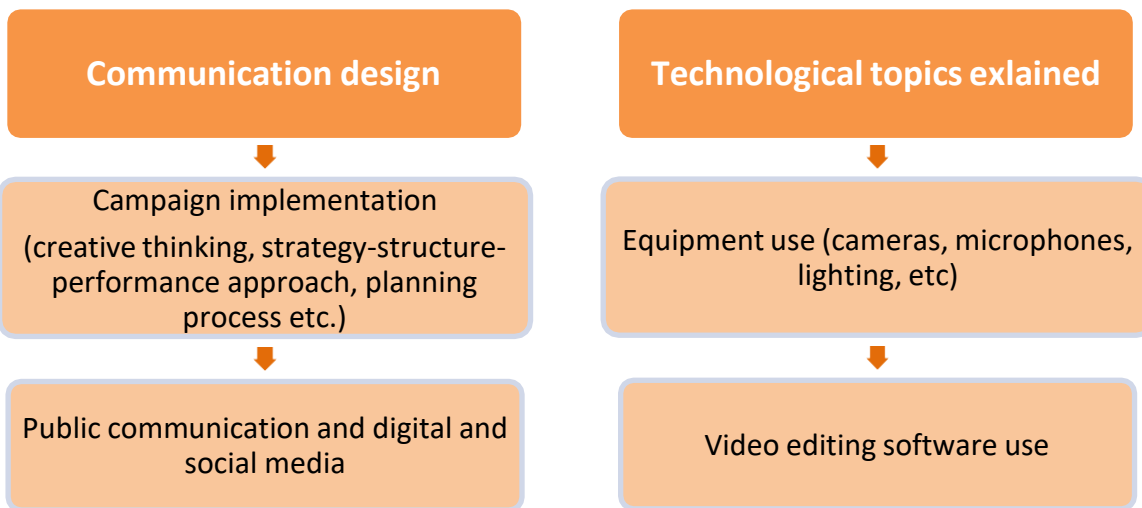 Communication design
Campaign implementation
(creative thinking, strategy-structure-
performance approach, planning
process etc.)
Public communication and digital and
social media
Technological topics exlained
Equipment use (cameras, microphones,
lighting, etc)
Video editing software use